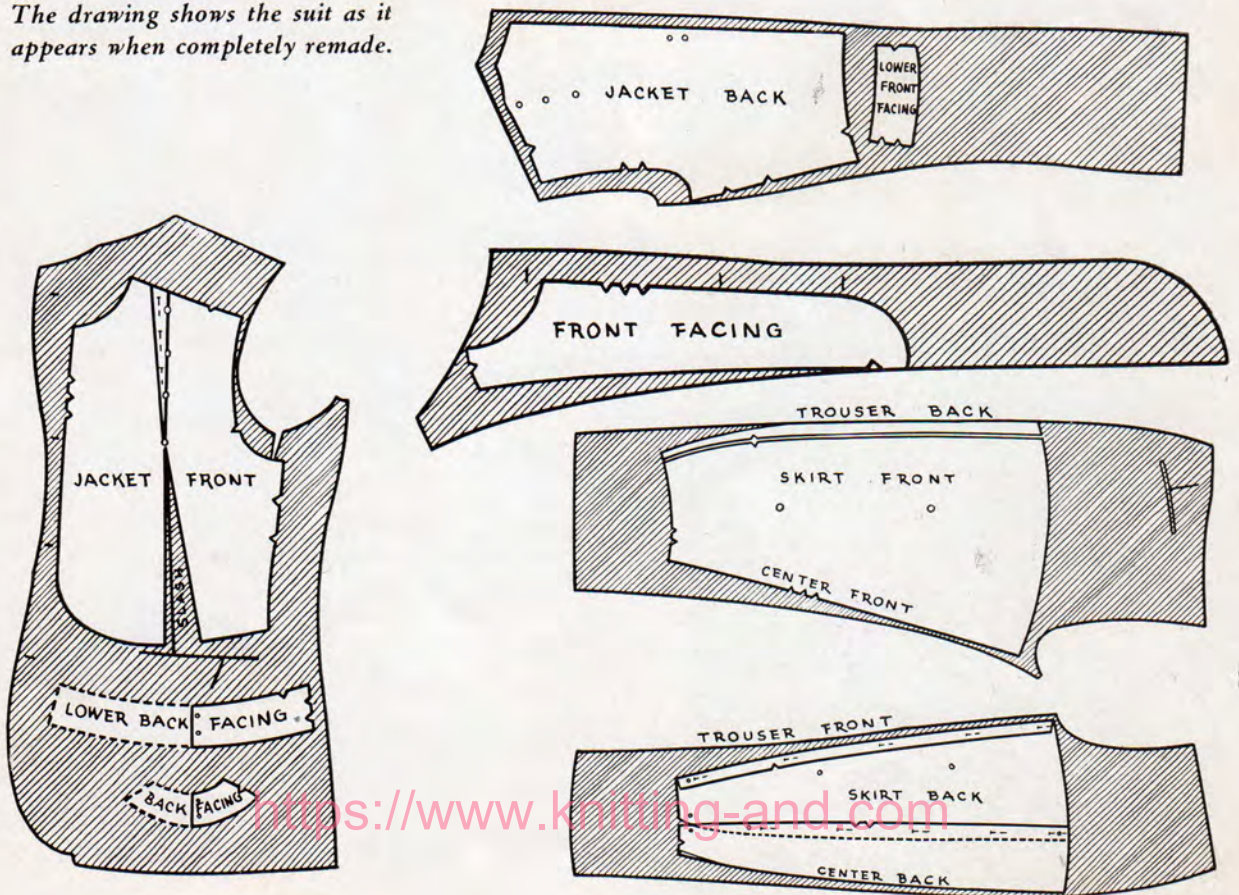 The drawing shows the suit as it
appears when completely remade.
JACKET BACK
LOWER
FRONT
FACING
FRONT FACING
JACKET FRONT
SLASH
LOWER BACK FACING
BACK FACING
TROUSER BACK
SKIRT FRONT
CENTER FRONT
TROUSER FRONT
SKIRT BACK
CENTER BACK
https://www.knitting-and.com